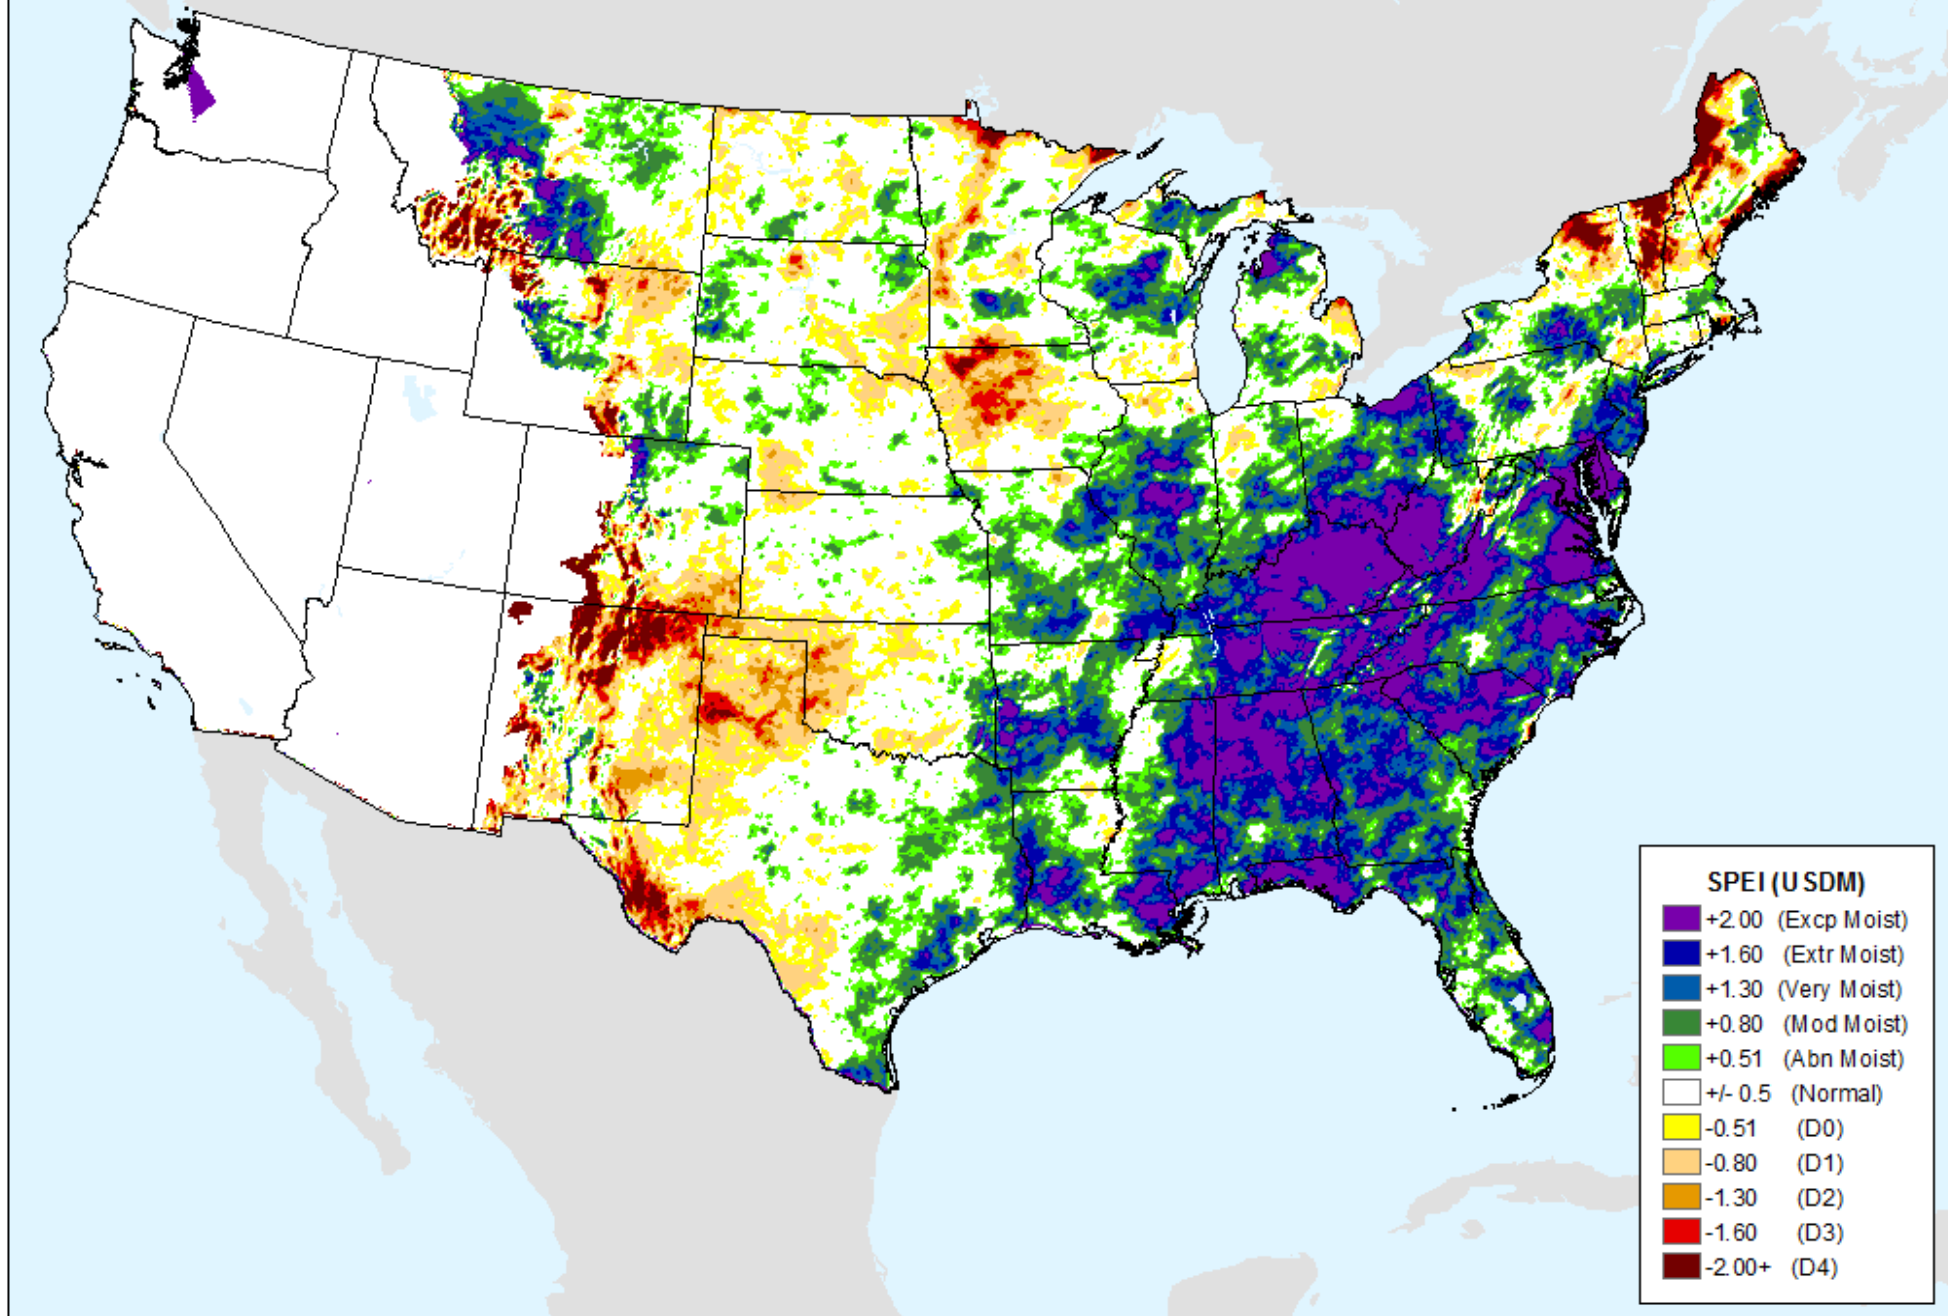 SPEI (USDM)
+2.00 (Excp Moist)
+1.60 (Extr Moist)
+1.30 (Very Moist)
+0.80 (Mod Moist)
+0.51 (Abn Moist)
+/- 0.5 (Normal)
-0.51 (D0)
-0.80 (D1)
-1.30 (D2)
-1.60 (D3)
-2.00+ (D4)